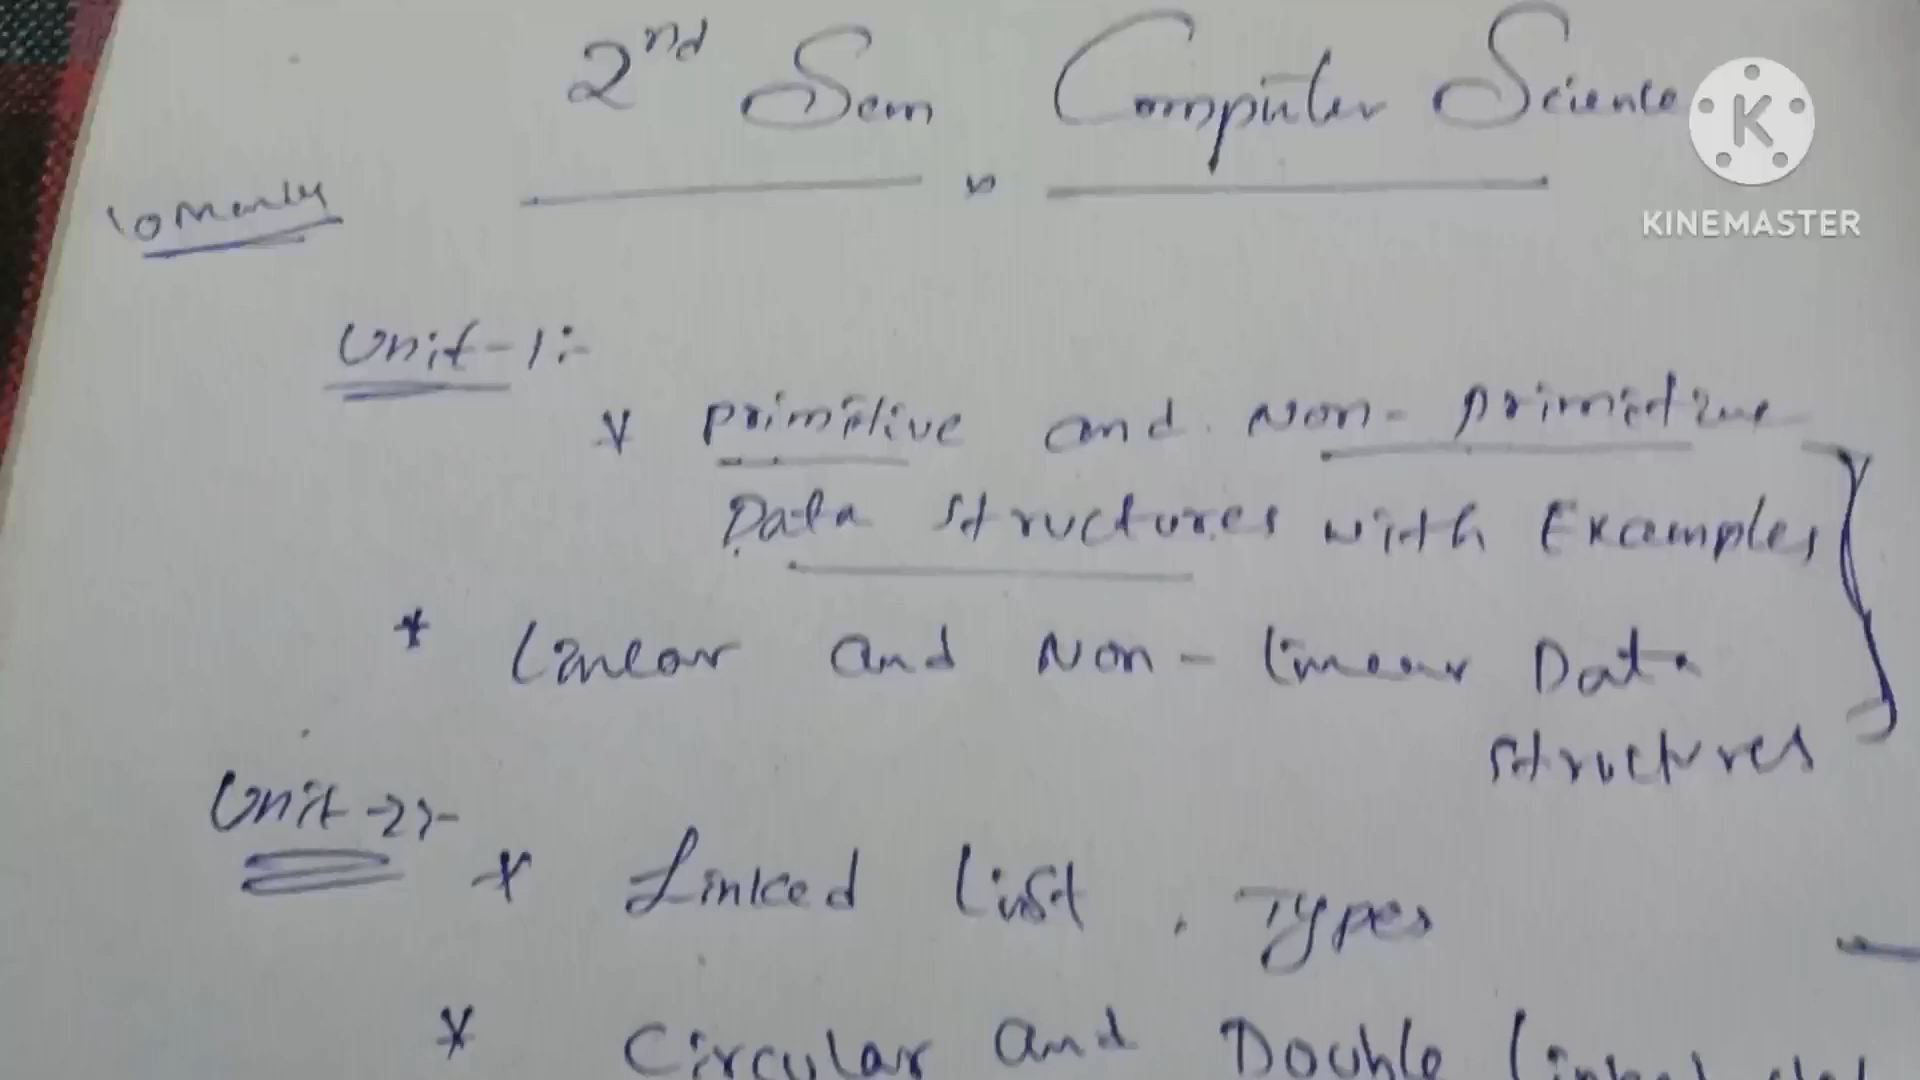 2nd Sem Computer Science
KINEMASTER
10 Marks
Unit-1:-
* Primitive and Non-primitive
Data structures with Examples
* Linear and Non-linear Data
structures
Unit-2:-
* Linked List. Types
* Circular and Double Linked